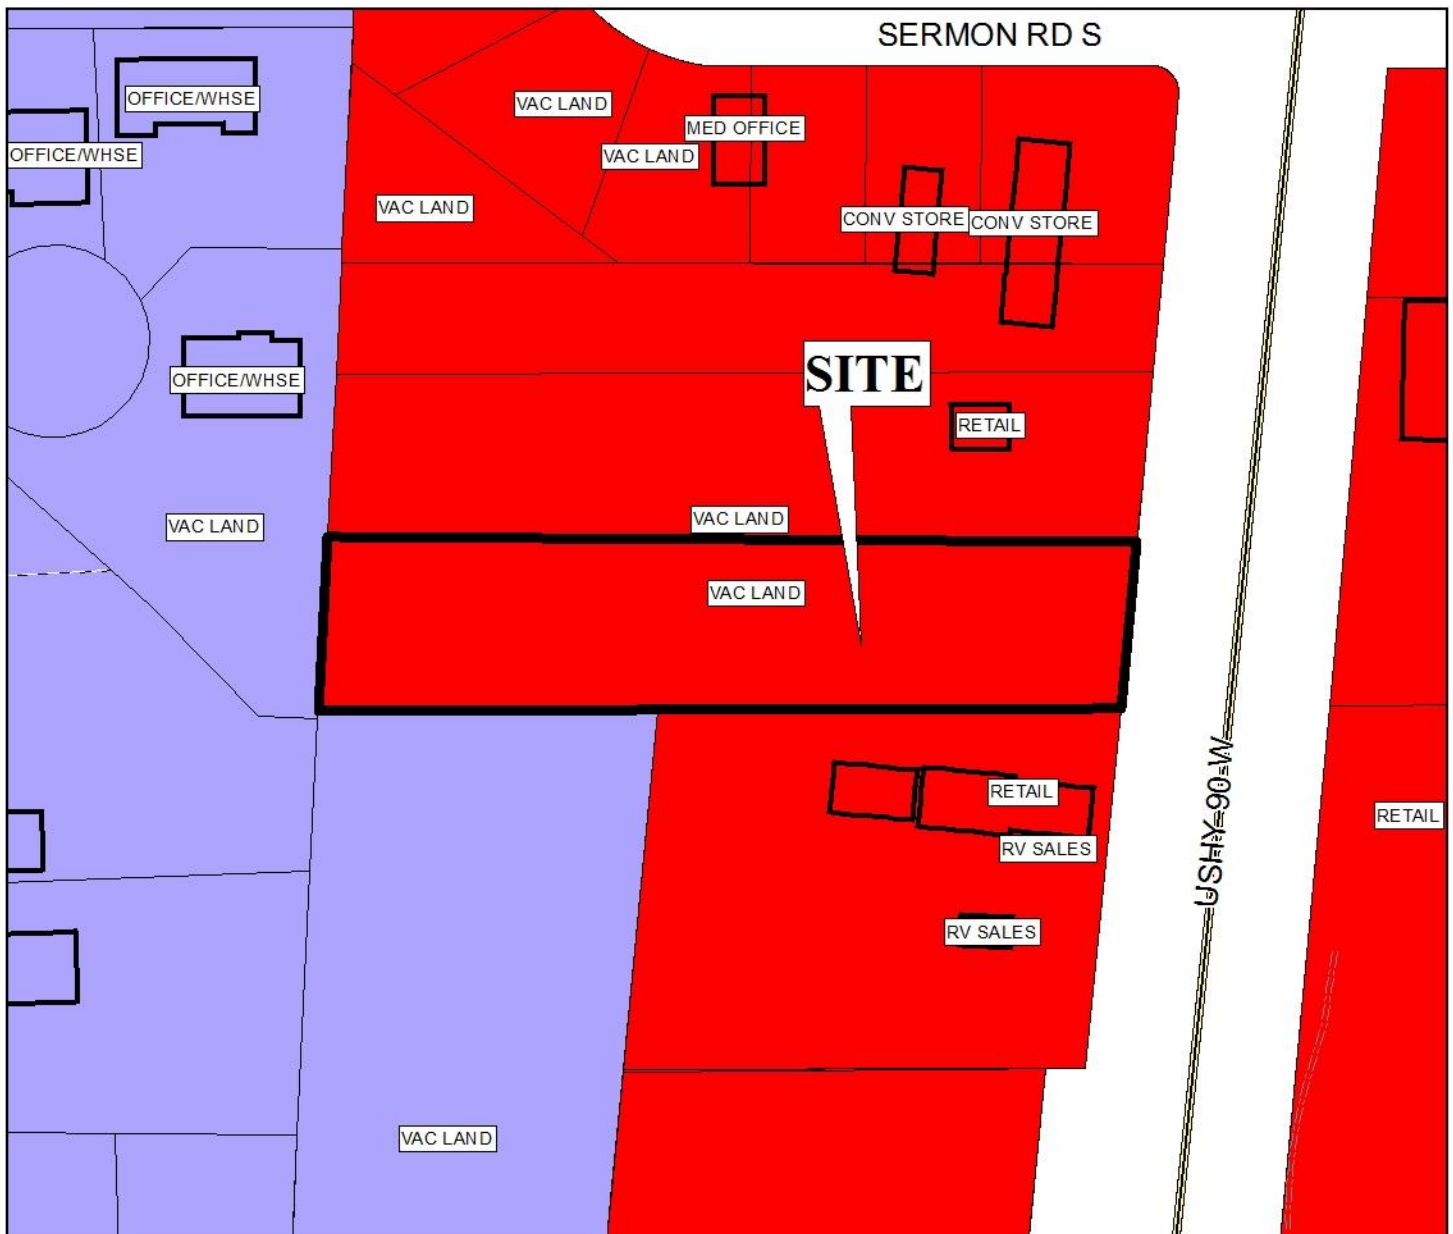 SERMON RD S
OFFICE/WHSE
VAC LAND
MED OFFICE
OFFICE/WHSE
VAC LAND
VAC LAND
CONV STORE
CONV STORE
SITE
OFFICE/WHSE
RETAIL
VAC LAND
VAC LAND
VAC LAND
RETAIL
USHY 90 W
RETAIL
RV SALES
RV SALES
VAC LAND